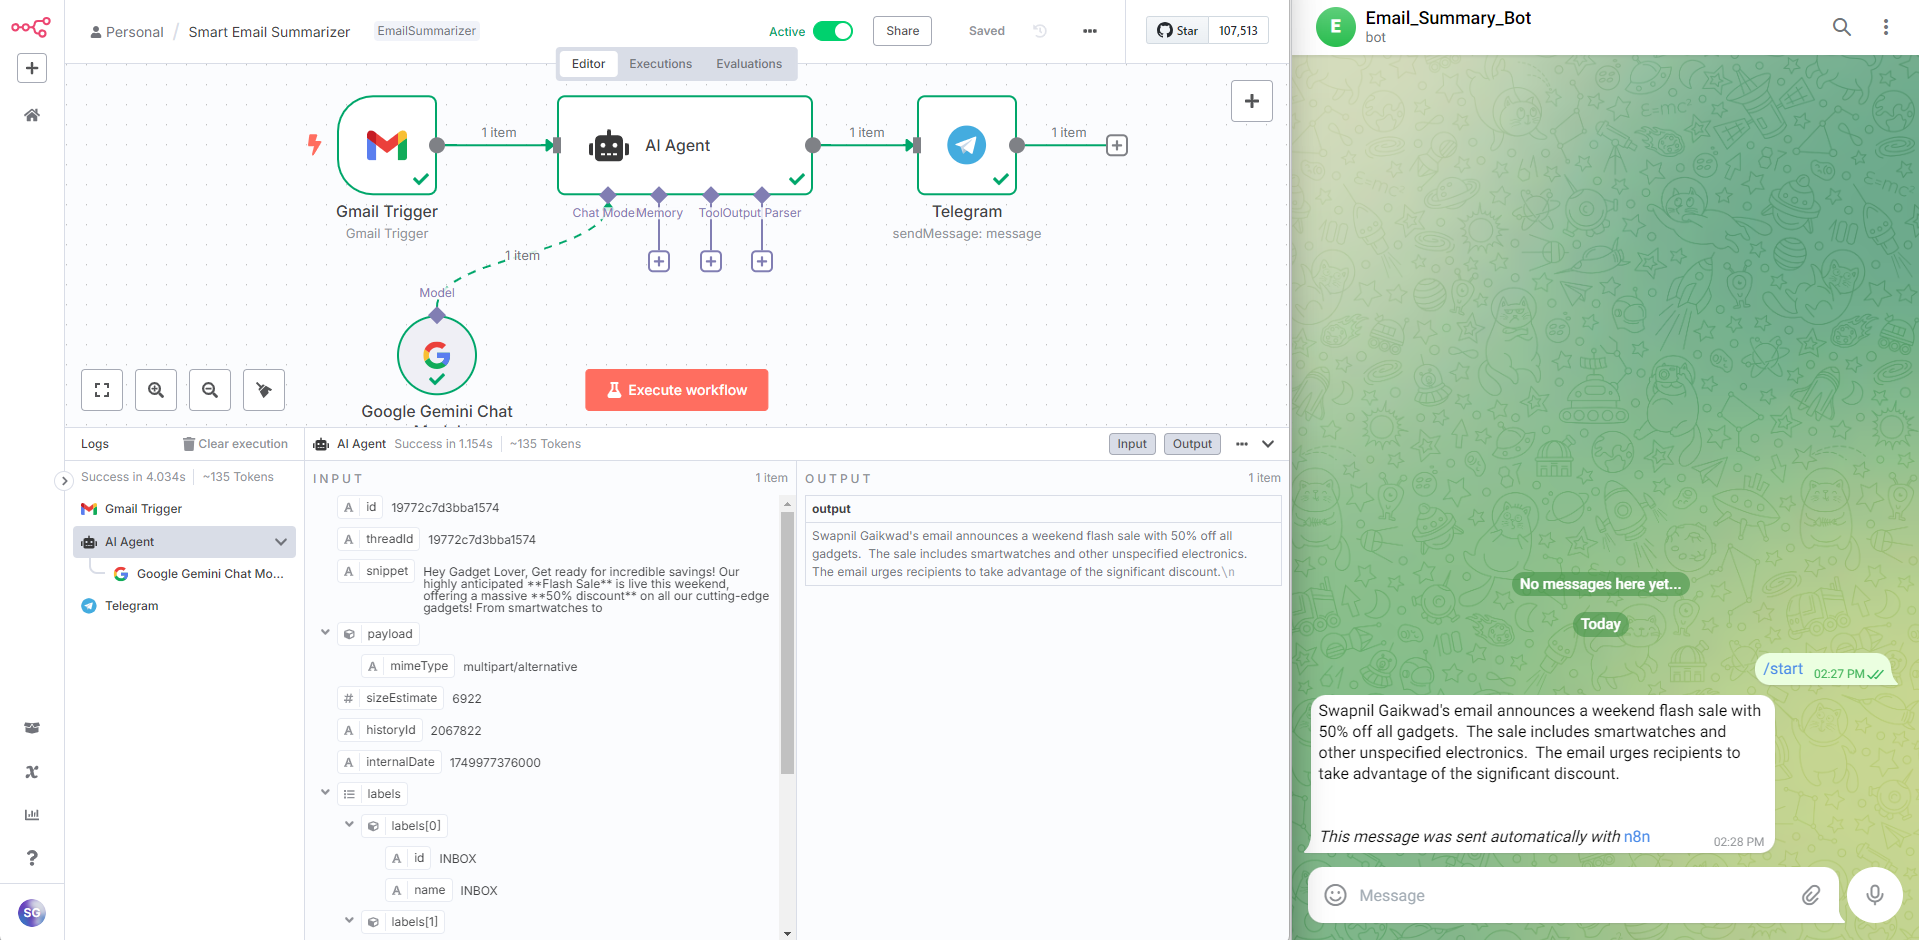 Personal / Smart Email Summarizer EmailSummarizer
Active
Share
Saved
Star 107,513
Editor Executions Evaluations
1 item
AI Agent
1 item
1 item
Gmail Trigger
Gmail Trigger
Chat Mode Memory Tool Output Parser
Telegram
sendMessage: message
1 item
Model
Google Gemini Chat
Execute workflow
Logs
Clear execution
Success in 4.034s ~135 Tokens
Gmail Trigger
AI Agent
Google Gemini Chat Mo...
Telegram
AI Agent Success in 1.154s ~135 Tokens
Input Output
INPUT 1 item
A id 19772c7d3bba1574
A threadId 19772c7d3bba1574
A snippet Hey Gadget Lover, Get ready for incredible savings! Our
highly anticipated **Flash Sale** is live this weekend,
offering a massive **50% discount** on all our cutting-edge
gadgets! From smartwatches to
payload
A mimeType multipart/alternative
# sizeEstimate 6922
A historyId 2067822
A internalDate 1749977376000
labels
labels[0]
A id INBOX
A name INBOX
labels[1]
OUTPUT 1 item
output
Swapnil Gaikwad's email announces a weekend flash sale with 50% off all
gadgets. The sale includes smartwatches and other unspecified electronics.
The email urges recipients to take advantage of the significant discount.\n
?
SG
E
Email_Summary_Bot
bot
No messages here yet...
Today
/start 02:27 PM
Swapnil Gaikwad's email announces a weekend flash sale with
50% off all gadgets. The sale includes smartwatches and
other unspecified electronics. The email urges recipients to
take advantage of the significant discount.
This message was sent automatically with n8n
02:28 PM
Message